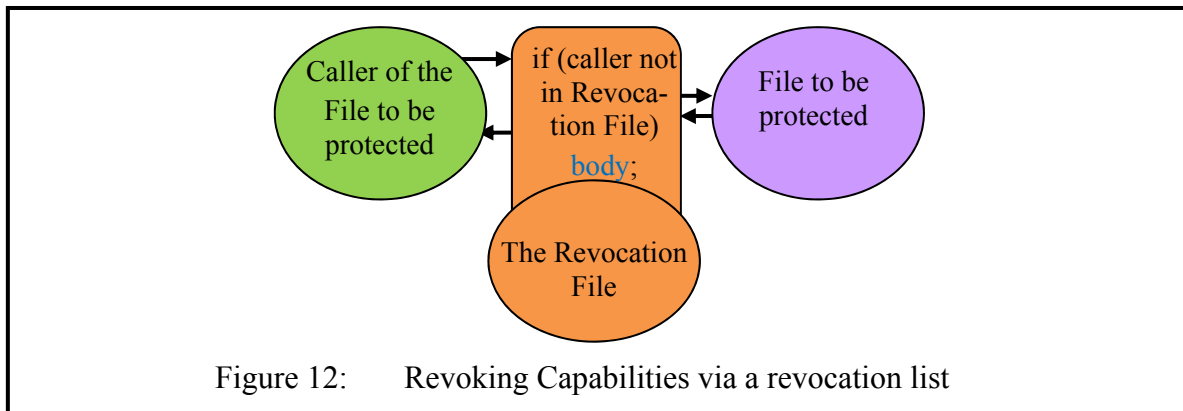 Caller of the
File to be
protected
if (caller not
in Revoca-
tion File)
body;
File to be
protected
The Revocation
File
Figure 12: Revoking Capabilities via a revocation list